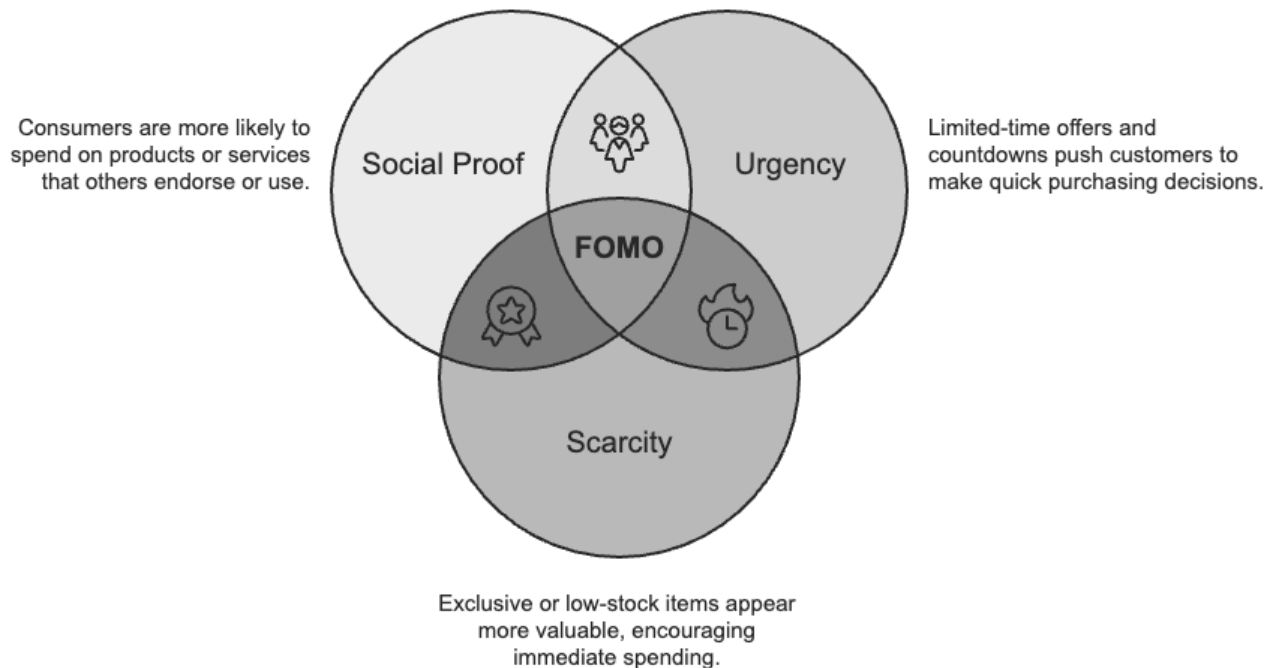 Consumers are more likely to
spend on products or services
that others endorse or use.
Social Proof
Urgency
Limited-time offers and
countdowns push customers to
make quick purchasing decisions.
FOMO
Scarcity
Exclusive or low-stock items appear
more valuable, encouraging
immediate spending.